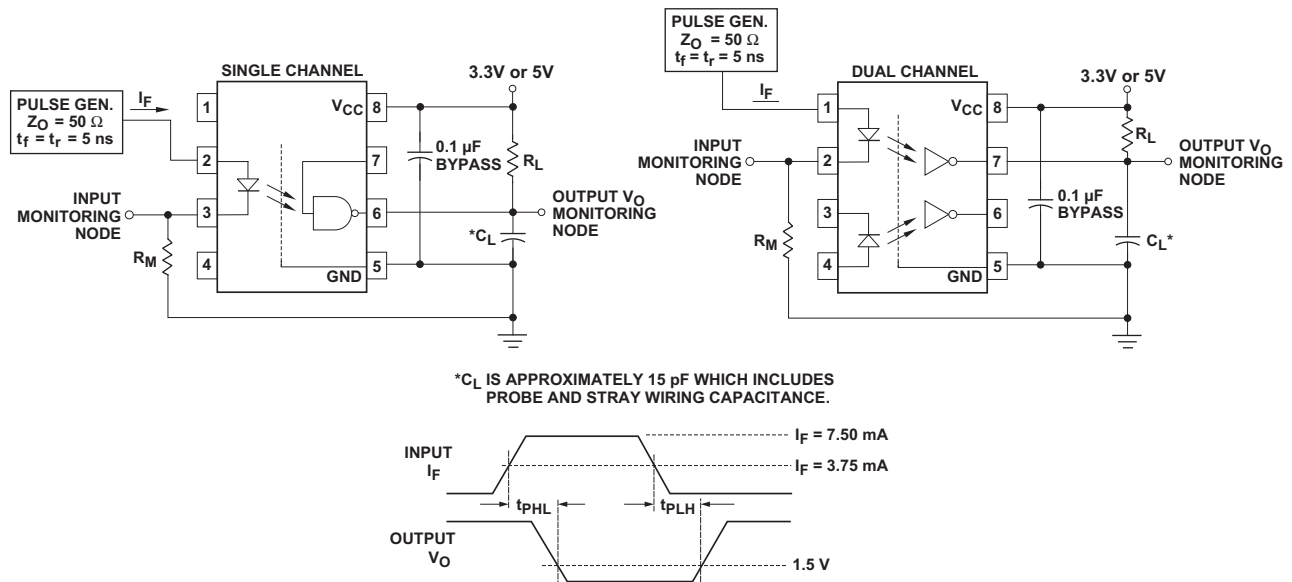 PULSE GEN.
Z_O = 50 Ω
t_f = t_r = 5 ns
I_F
SINGLE CHANNEL
3.3V or 5V
1
2
3
4
V_CC
8
7
6
5
GND
0.1 µF
BYPASS
R_L
INPUT
MONITORING
NODE
R_M
OUTPUT V_O
MONITORING
NODE
*C_L
PULSE GEN.
Z_O = 50 Ω
t_f = t_r = 5 ns
I_F
DUAL CHANNEL
3.3V or 5V
1
2
3
4
V_CC
8
7
6
5
GND
R_L
INPUT
MONITORING
NODE
R_M
OUTPUT V_O
MONITORING
NODE
0.1 µF
BYPASS
C_L*
*C_L IS APPROXIMATELY 15 pF WHICH INCLUDES
PROBE AND STRAY WIRING CAPACITANCE.
INPUT
I_F
I_F = 7.50 mA
I_F = 3.75 mA
t_PHL
t_PLH
OUTPUT
V_O
1.5 V